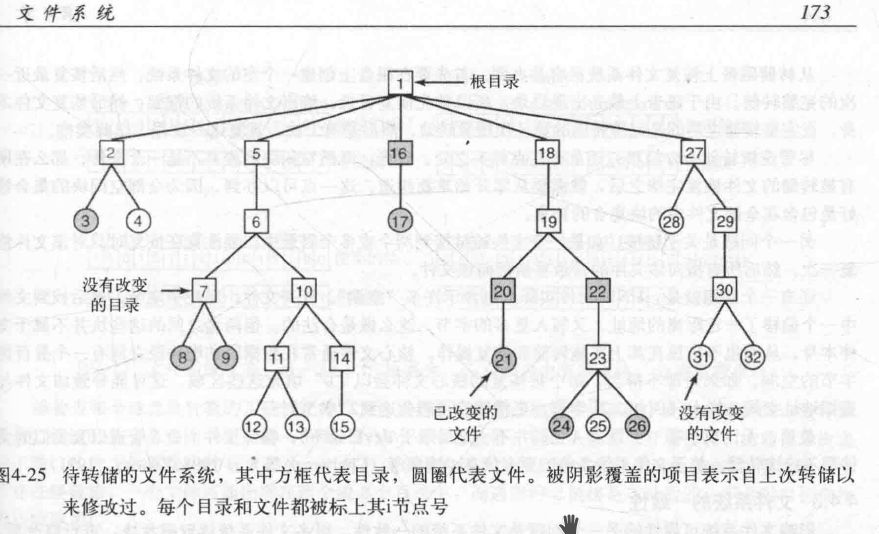 文件系统 173
1 根目录
2 5 16 18 27
3 4 6 17 19 28 29
没有改变
的目录
7 10 20 22 30
8 9 11 14 21 23 31 32
12 13 15 24 25 26
已改变的
文件
没有改变
的文件
图4-25 待转储的文件系统，其中方框代表目录，圆圈代表文件。被阴影覆盖的项目表示自上次转储以
来修改过。每个目录和文件都被标上其i节点号